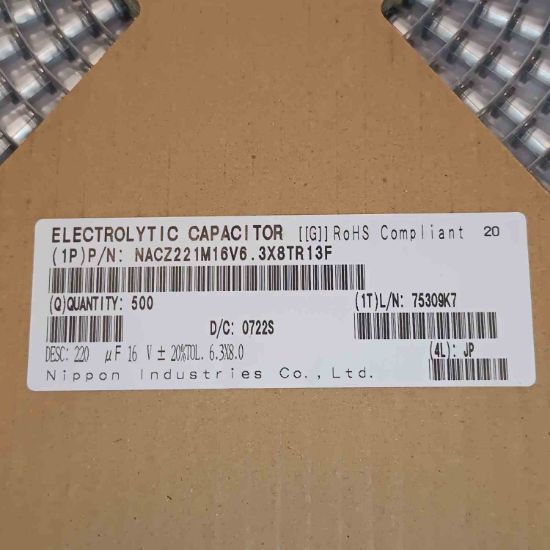 ELECTROLYTIC CAPACITOR [[G]] RoHS Compliant 20
(1P)P/N: NACZ221M16V6.3X8TR13F
(Q)QUANTITY: 500 (1T)L/N: 75309K7
D/C: 0722S
DESC: 220 μF 16 V ± 20%TOL. 6.3X8.0 (4L): JP
Nippon Industries Co.,Ltd.